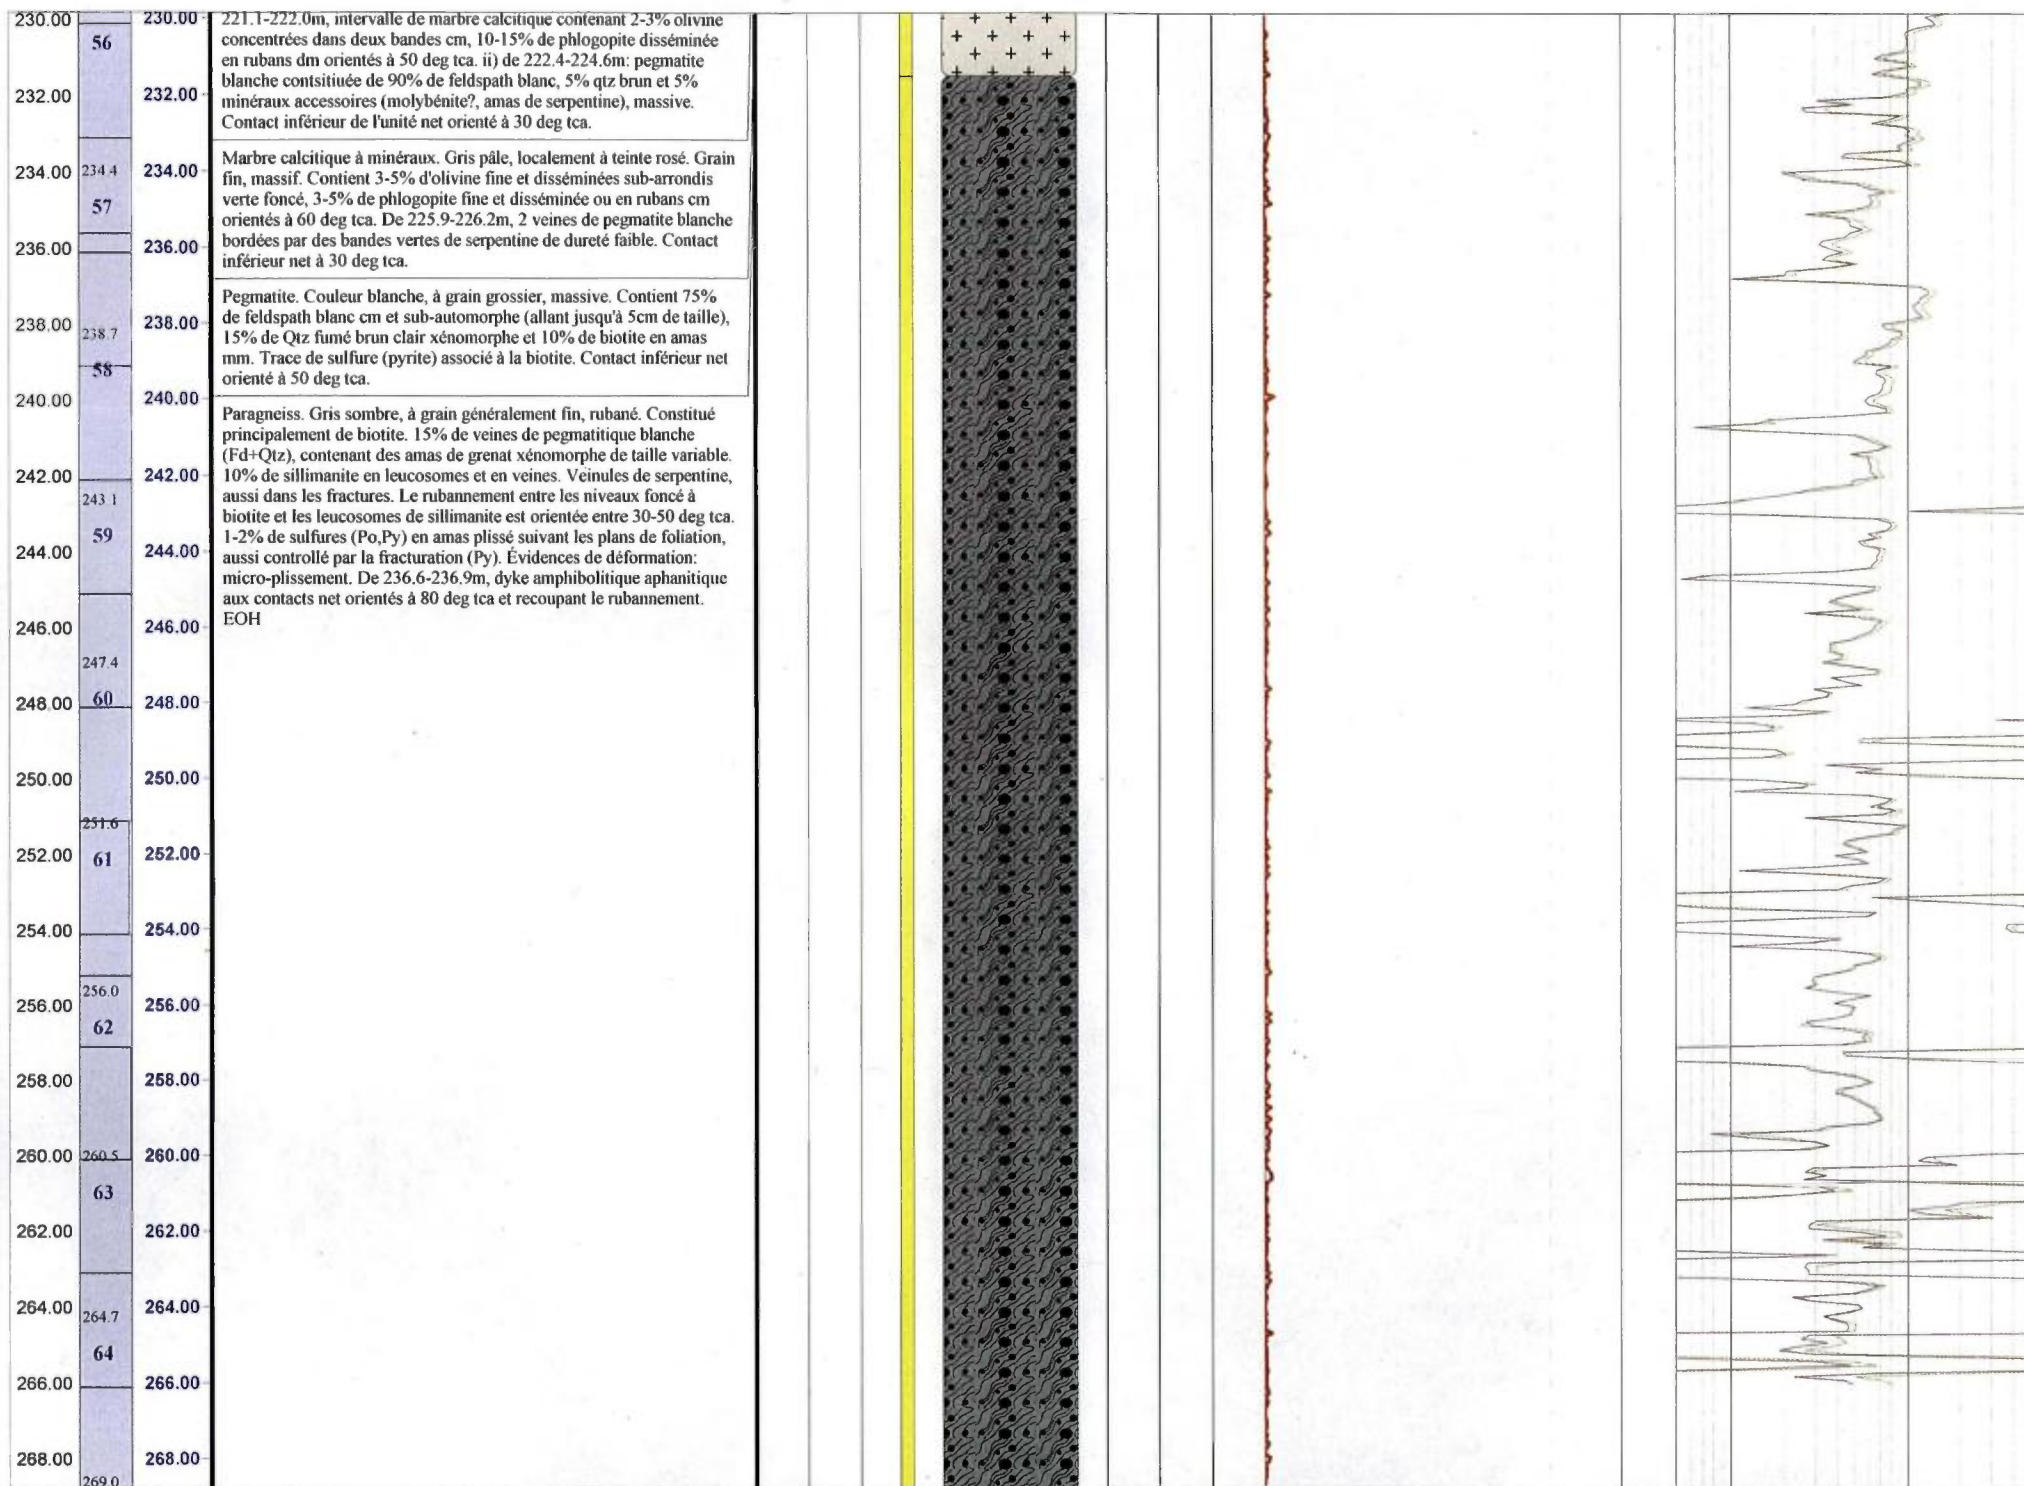 230.00
232.00
234.00
236.00
238.00
240.00
242.00
244.00
246.00
248.00
250.00
252.00
254.00
256.00
258.00
260.00
262.00
264.00
266.00
268.00
56
234.4
57
238.7
58
243.1
59
247.4
60
251.6
61
256.0
62
260.5
63
264.7
64
269.0
230.00
232.00
234.00
236.00
238.00
240.00
242.00
244.00
246.00
248.00
250.00
252.00
254.00
256.00
258.00
260.00
262.00
264.00
266.00
268.00
221.1-222.0m, intervalle de marbre calcitique contenant 2-3% olivine
concentrées dans deux bandes cm, 10-15% de phlogopite disséminée
en rubans dm orientés à 50 deg tca. ii) de 222.4-224.6m: pegmatite
blanche contsitiuée de 90% de feldspath blanc, 5% qtz brun et 5%
minéraux accessoires (molybénite?, amas de serpentine), massive.
Contact inférieur de l'unité net orienté à 30 deg tca.
Marbre calcitique à minéraux. Gris pâle, localement à teinte rosé. Grain
fin, massif. Contient 3-5% d'olivine fine et disséminées sub-arrondis
verte foncé, 3-5% de phlogopite fine et disséminée ou en rubans cm
orientés à 60 deg tca. De 225.9-226.2m, 2 veines de pegmatite blanche
bordées par des bandes vertes de serpentine de dureté faible. Contact
inférieur net à 30 deg tca.
Pegmatite. Couleur blanche, à grain grossier, massive. Contient 75%
de feldspath blanc cm et sub-automorphe (allant jusqu'à 5cm de taille),
15% de Qtz fumé brun clair xénomorphe et 10% de biotite en amas
mm. Trace de sulfure (pyrite) associé à la biotite. Contact inférieur net
orienté à 50 deg tca.
Paragneiss. Gris sombre, à grain généralement fin, rubané. Constitué
principalement de biotite. 15% de veines de pegmatitique blanche
(Fd+Qtz), contenant des amas de grenat xénomorphe de taille variable.
10% de sillimanite en leucosomes et en veines. Veinules de serpentine,
aussi dans les fractures. Le rubannement entre les niveaux foncé à
biotite et les leucosomes de sillimanite est orientée entre 30-50 deg tca.
1-2% de sulfures (Po,Py) en amas plissé suivant les plans de foliation,
aussi controllé par la fracturation (Py). Évidences de déformation:
micro-plissement. De 236.6-236.9m, dyke amphibolitique aphanitique
aux contacts net orientés à 80 deg tca et recoupant le rubannement.
EOH